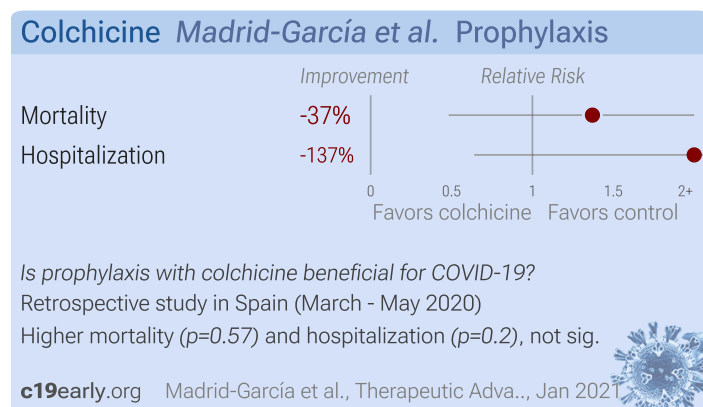 Colchicine Madrid-García et al. Prophylaxis
Improvement Relative Risk
Mortality -37%
Hospitalization -137%
0 0.5 1 1.5 2+
Favors colchicine Favors control
Is prophylaxis with colchicine beneficial for COVID-19?
Retrospective study in Spain (March - May 2020)
Higher mortality (p=0.57) and hospitalization (p=0.2), not sig.
c19early.org Madrid-García et al., Therapeutic Adva.., Jan 2021